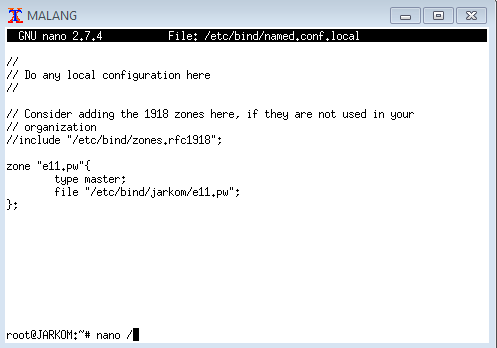 MALANG
GNU nano 2.7.4 File: /etc/bind/named.conf.local
//
// Do any local configuration here
//
// Consider adding the 1918 zones here, if they are not used in your
// organization
//include "/etc/bind/zones.rfc1918";
zone "e11.pw"{
type master;
file "/etc/bind/jarkom/e11.pw";
};
root@JARKOM:~# nano /